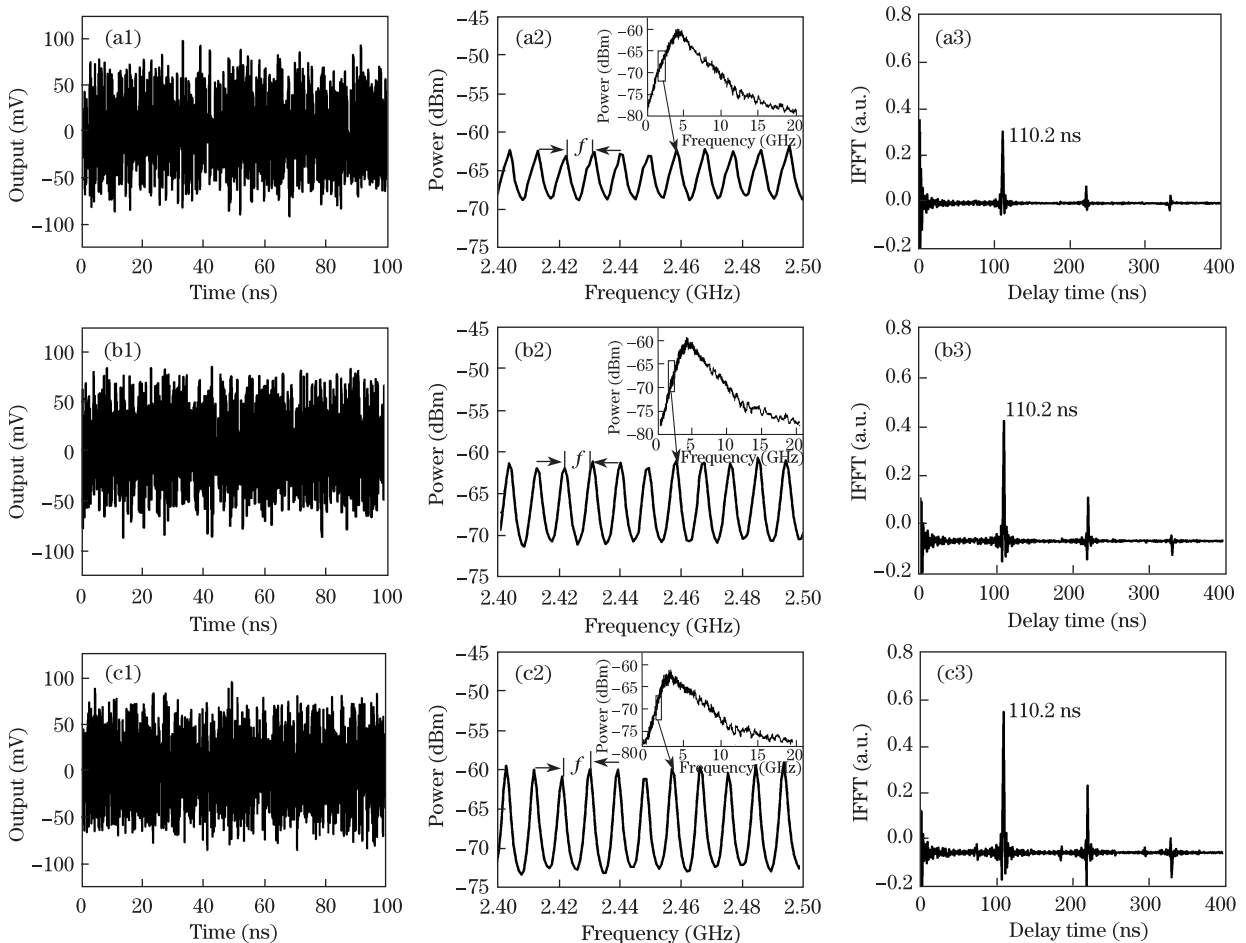 (a1)
Output (mV)
100
50
0
−50
−100
0 20 40 60 80 100
Time (ns)
(a2)
Power (dBm)
−45
−50
−55
−60
−65
−70
−75
2.40 2.42 2.44 2.46 2.48 2.50
Frequency (GHz)
f
Power (dBm)
−60
−65
−70
−75
−80
0 5 10 15 20
Frequency (GHz)
(a3)
IFFT (a.u.)
0.8
0.6
0.4
0.2
0.0
−0.2
110.2 ns
0 100 200 300 400
Delay time (ns)
(b1)
Output (mV)
100
50
0
−50
−100
0 20 40 60 80 100
Time (ns)
(b2)
Power (dBm)
−45
−50
−55
−60
−65
−70
−75
2.40 2.42 2.44 2.46 2.48 2.50
Frequency (GHz)
f
Power (dBm)
−60
−65
−70
−75
−80
0 5 10 15 20
Frequency (GHz)
(b3)
IFFT (a.u.)
0.8
0.6
0.4
0.2
0.0
−0.2
110.2 ns
0 100 200 300 400
Delay time (ns)
(c1)
Output (mV)
100
50
0
−50
−100
0 20 40 60 80 100
Time (ns)
(c2)
Power (dBm)
−45
−50
−55
−60
−65
−70
−75
2.40 2.42 2.44 2.46 2.48 2.50
Frequency (GHz)
f
Power (dBm)
−60
−65
−70
−75
−80
0 5 10 15 20
Frequency (GHz)
(c3)
IFFT (a.u.)
0.8
0.6
0.4
0.2
0.0
−0.2
110.2 ns
0 100 200 300 400
Delay time (ns)